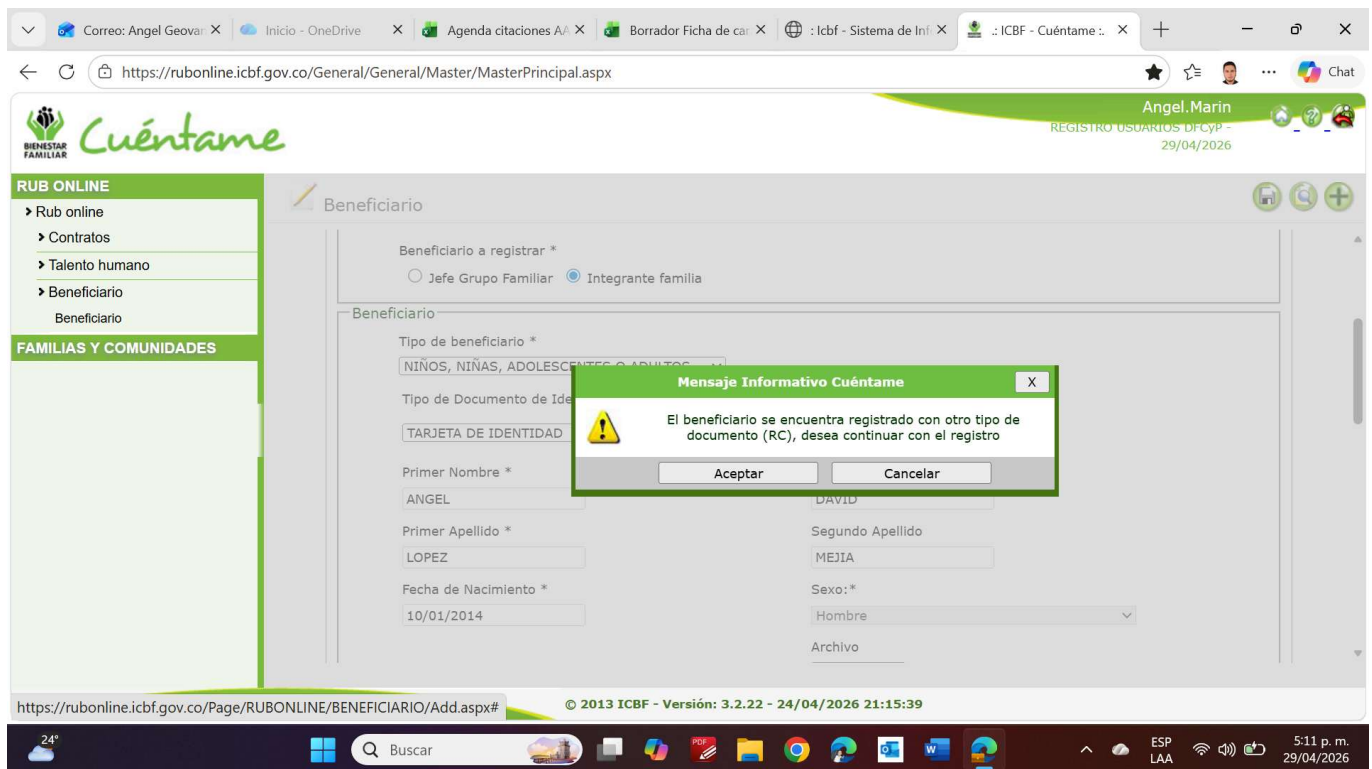 Correo: Angel Geovan
Inicio - OneDrive
Agenda citaciones AA
Borrador Ficha de car
: Icbf - Sistema de Inf
.: ICBF - Cuéntame :.
https://rubonline.icbf.gov.co/General/General/Master/MasterPrincipal.aspx
Chat
BIENESTAR
FAMILIAR
Cuéntame
Angel.Marin
REGISTRO USUARIOS DFCyP -
29/04/2026
RUB ONLINE
Rub online
Contratos
Talento humano
Beneficiario
Beneficiario
FAMILIAS Y COMUNIDADES
Beneficiario
Beneficiario a registrar *
Jefe Grupo Familiar Integrante familia
Beneficiario
Tipo de beneficiario *
NIÑOS, NIÑAS, ADOLESCENTES O ADULTOS
Tipo de Documento de Ide
TARJETA DE IDENTIDAD
Mensaje Informativo Cuéntame X
El beneficiario se encuentra registrado con otro tipo de
documento (RC), desea continuar con el registro
Aceptar Cancelar
Primer Nombre *
ANGEL DAVID
Primer Apellido * Segundo Apellido
LOPEZ MEJIA
Fecha de Nacimiento * Sexo:*
10/01/2014 Hombre
Archivo
https://rubonline.icbf.gov.co/Page/RUBONLINE/BENEFICIARIO/Add.aspx#
© 2013 ICBF - Versión: 3.2.22 - 24/04/2026 21:15:39
24°
Buscar
PDF
ESP
LAA
5:11 p. m.
29/04/2026